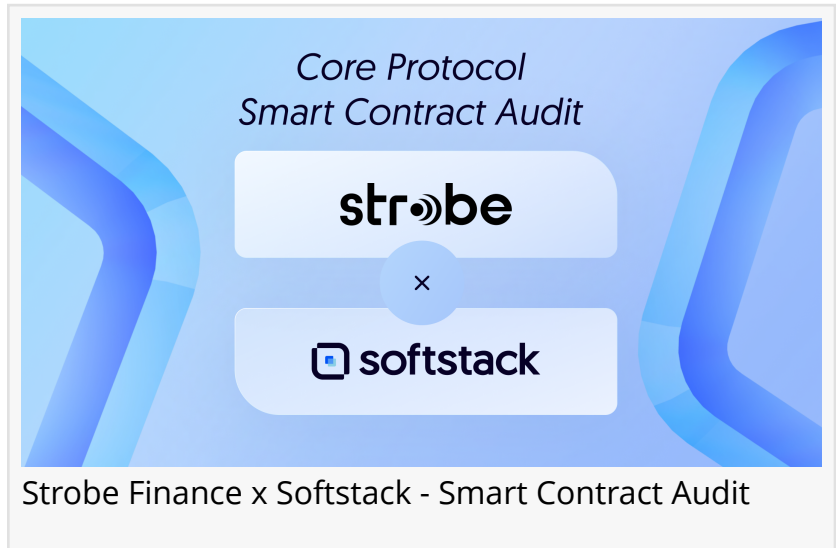 Core Protocol
Smart Contract Audit
strobe
×
softstack
Strobe Finance x Softstack - Smart Contract Audit